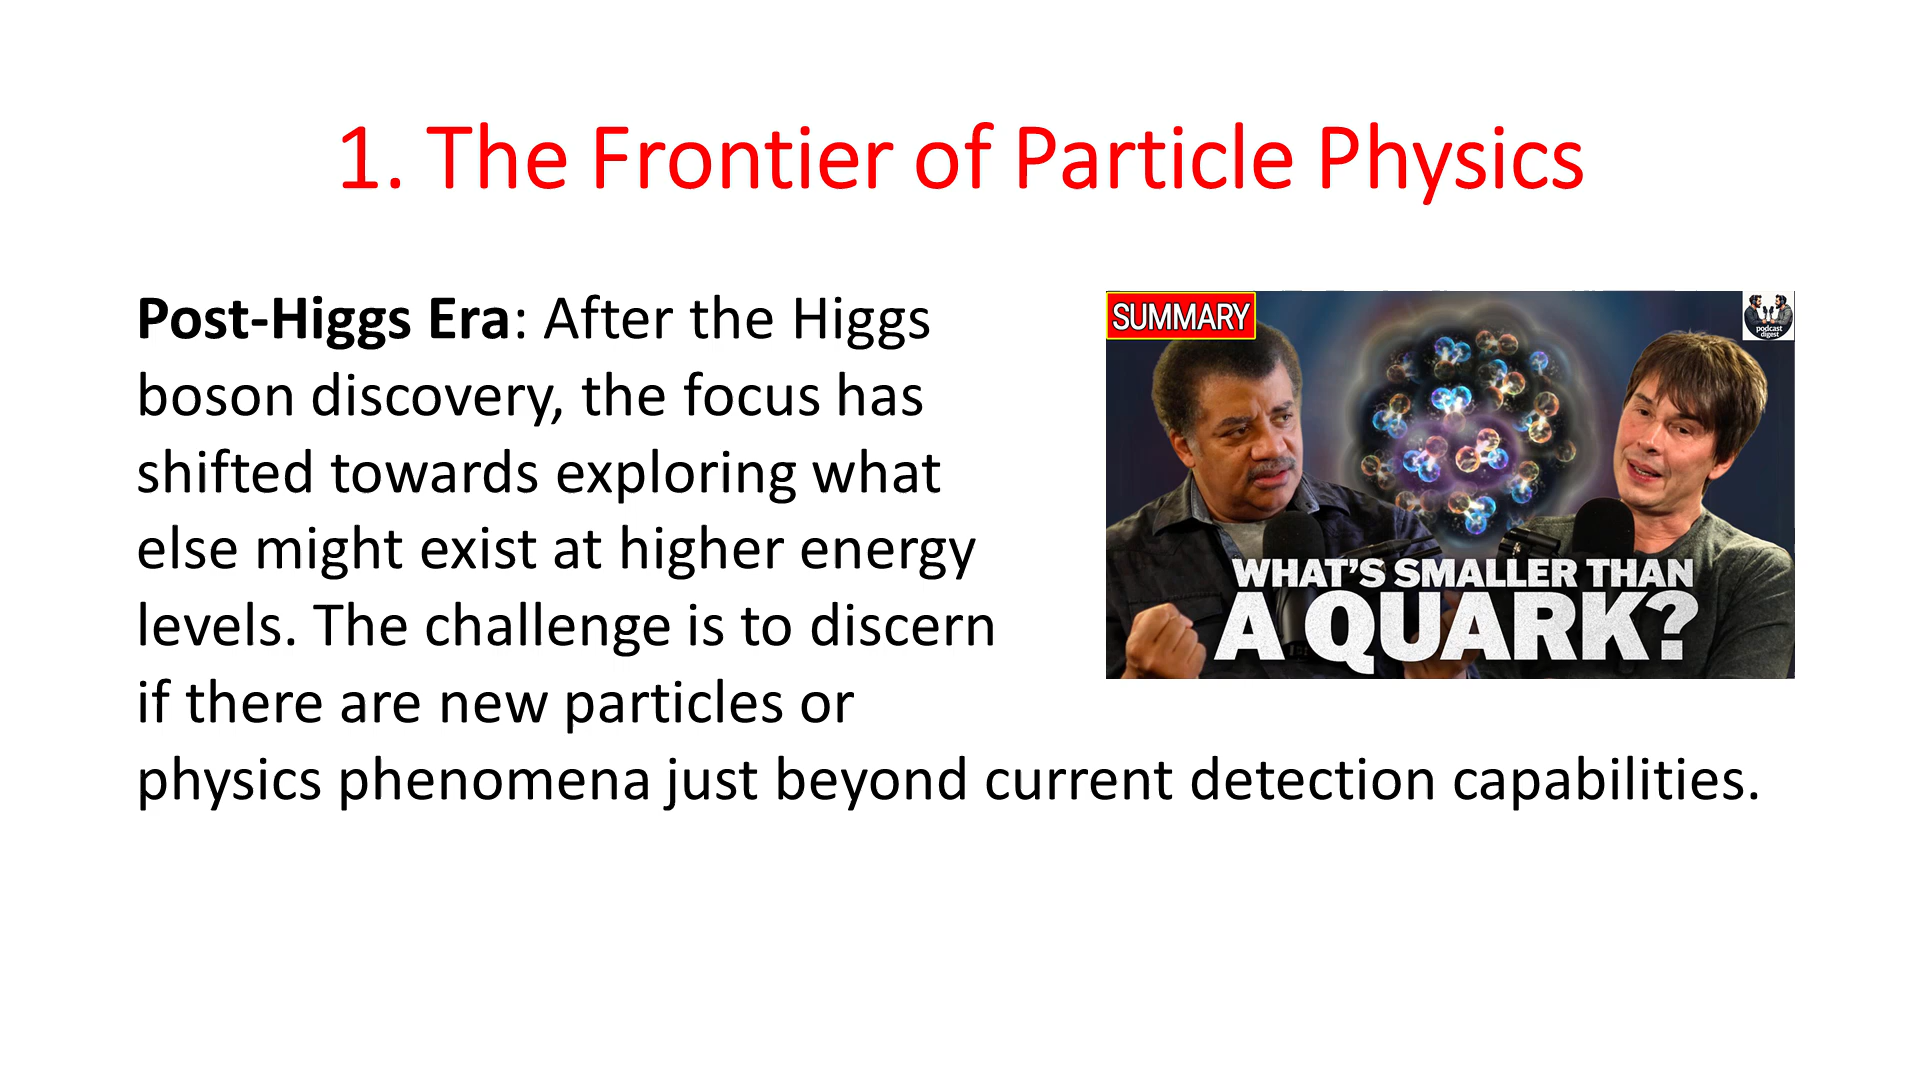 1. The Frontier of Particle Physics
Post-Higgs Era: After the Higgs
boson discovery, the focus has
shifted towards exploring what
else might exist at higher energy
levels. The challenge is to discern
if there are new particles or
physics phenomena just beyond current detection capabilities.
SUMMARY
podcast
digest
WHAT'S SMALLER THAN
A QUARK?